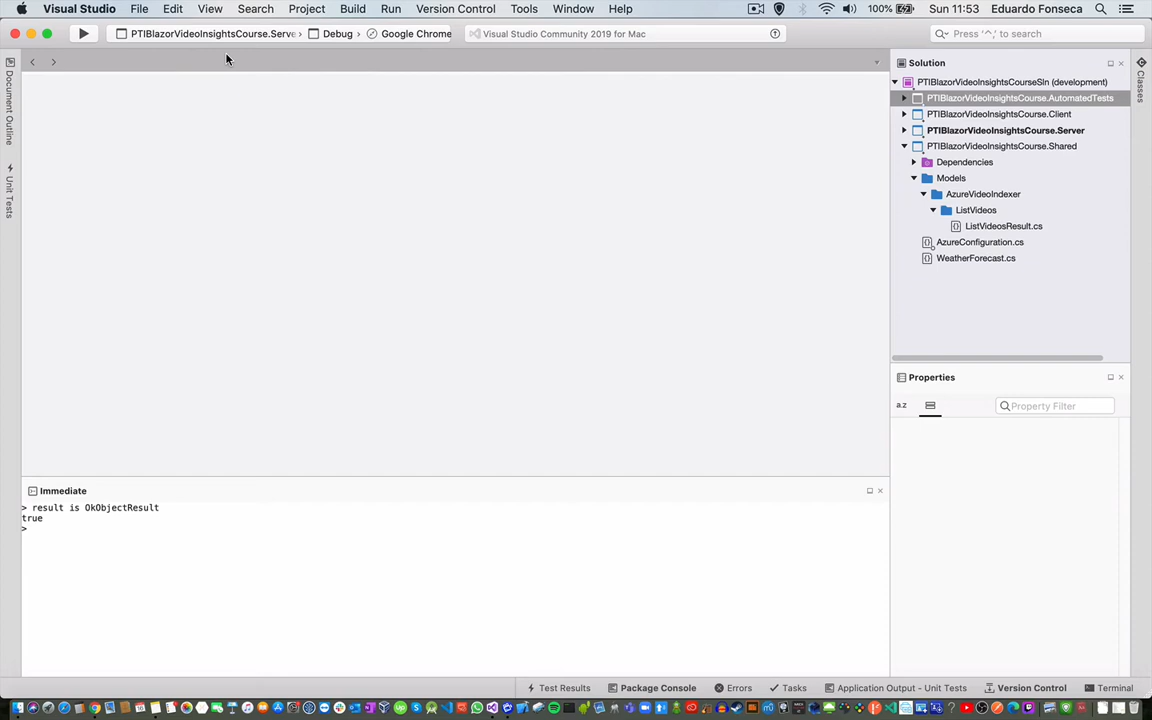 Visual Studio File Edit View Search Project Build Run Version Control Tools Window Help 100% Sun 11:53 Eduardo Fonseca
PTIBlazorVideoInsightsCourse.Serve › Debug › Google Chrome Visual Studio Community 2019 for Mac Press '^,' to search
Document Outline
Unit Tests
Solution
PTIBlazorVideoInsightsCourseSln (development)
PTIBlazorVideoInsightsCourse.AutomatedTests
PTIBlazorVideoInsightsCourse.Client
PTIBlazorVideoInsightsCourse.Server
PTIBlazorVideoInsightsCourse.Shared
Dependencies
Models
AzureVideoIndexer
ListVideos
ListVideosResult.cs
AzureConfiguration.cs
WeatherForecast.cs
Classes
Properties
a.z Property Filter
Immediate
> result is OkObjectResult
true
>
Test Results Package Console Errors Tasks Application Output - Unit Tests Version Control Terminal